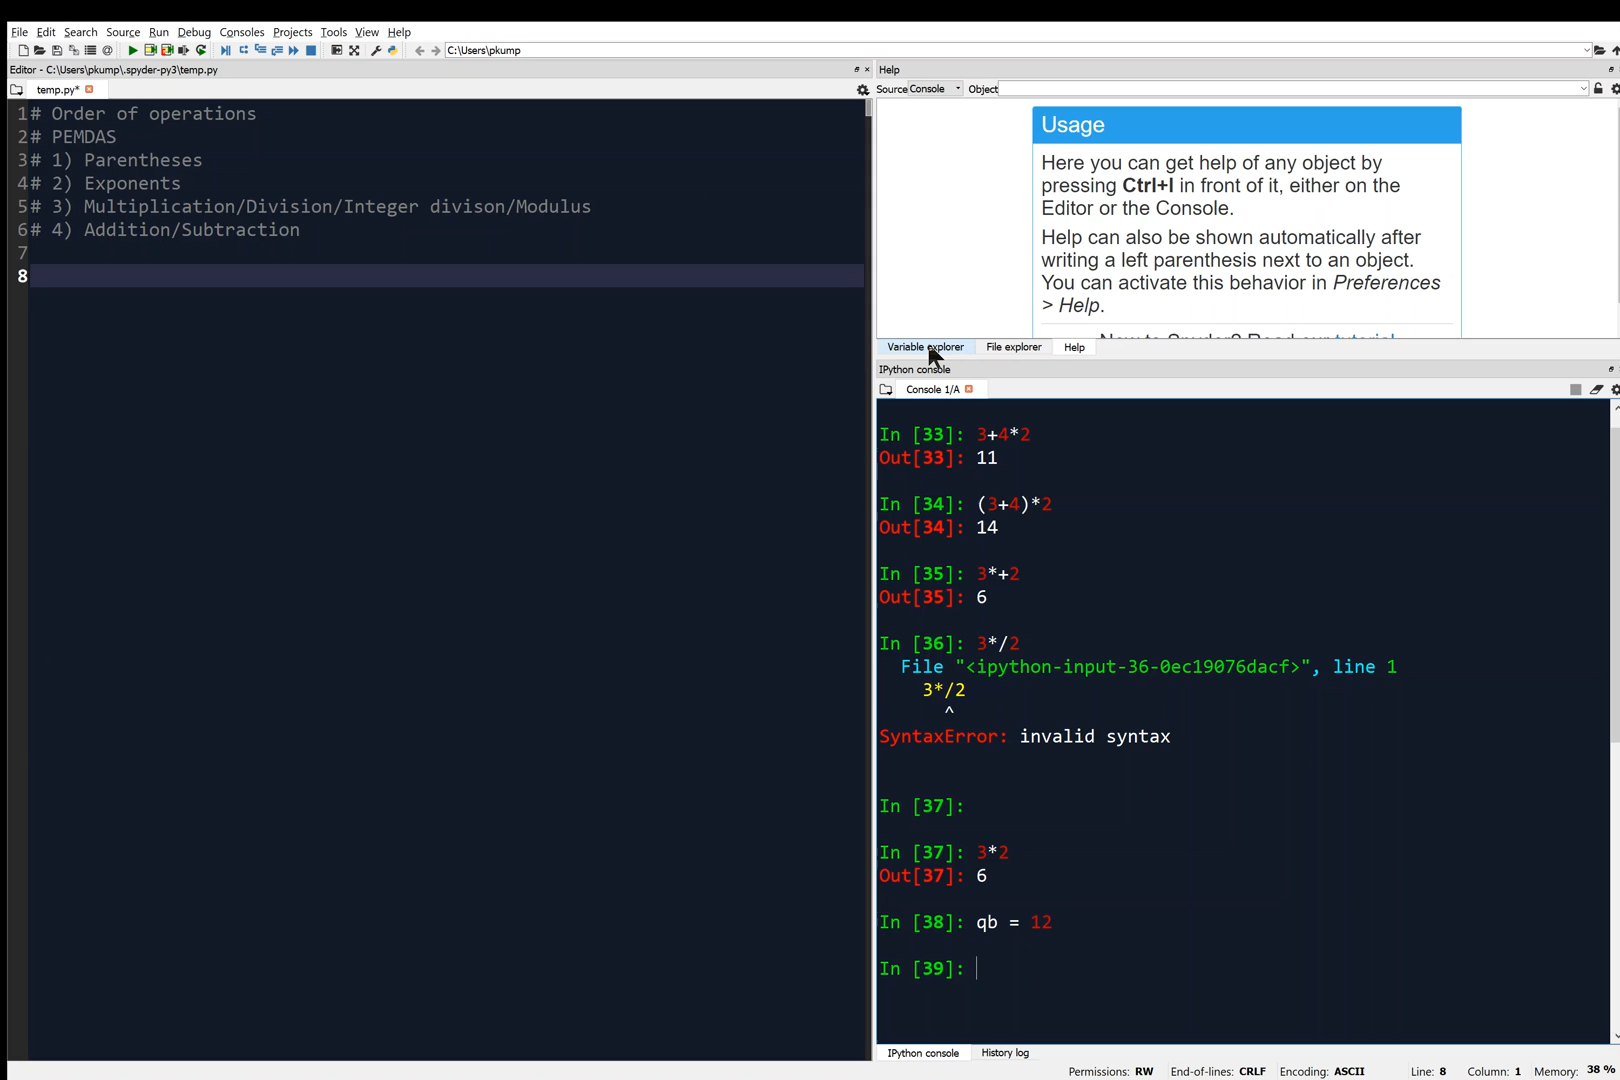 File Edit Search Source Run Debug Consoles Projects Tools View Help
C:\Users\pkump
Editor - C:\Users\pkump\.spyder-py3\temp.py
temp.py*
1# Order of operations
2# PEMDAS
3# 1) Parentheses
4# 2) Exponents
5# 3) Multiplication/Division/Integer divison/Modulus
6# 4) Addition/Subtraction
7
8
Help
Source Console Object
Usage
Here you can get help of any object by
pressing Ctrl+I in front of it, either on the
Editor or the Console.
Help can also be shown automatically after
writing a left parenthesis next to an object.
You can activate this behavior in Preferences
> Help.
New to Spyder? Read our tutorial
Variable explorer File explorer Help
IPython console
Console 1/A
In [33]: 3+4*2
Out[33]: 11
In [34]: (3+4)*2
Out[34]: 14
In [35]: 3*+2
Out[35]: 6
In [36]: 3*/2
File "<ipython-input-36-0ec19076dacf>", line 1
3*/2
^
SyntaxError: invalid syntax
In [37]:
In [37]: 3*2
Out[37]: 6
In [38]: qb = 12
In [39]:
IPython console History log
Permissions: RW End-of-lines: CRLF Encoding: ASCII Line: 8 Column: 1 Memory: 38 %